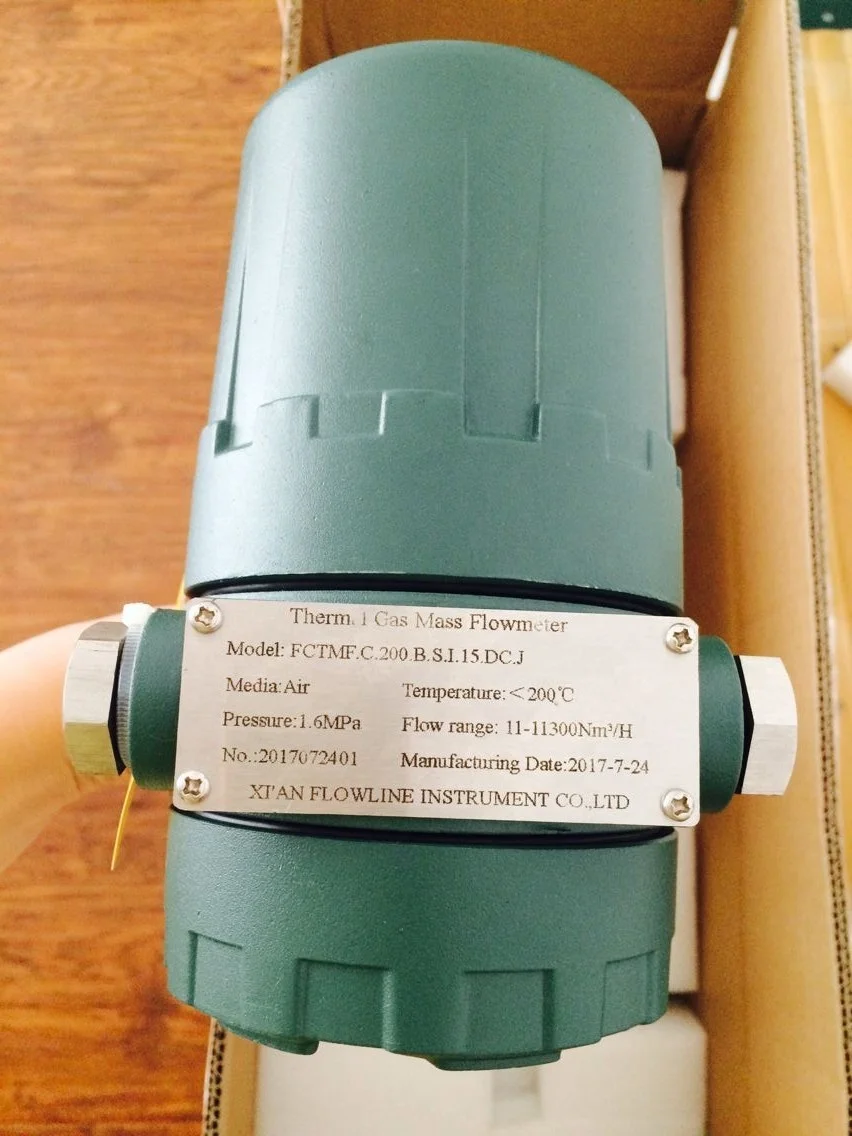 Thermal Gas Mass Flowmeter
Model: FCTMF.C.200.B.S.I.15.DC.J
Media:Air Temperature:<200℃
Pressure:1.6MPa Flow range: 11-11300Nm³/H
No.:2017072401 Manufacturing Date:2017-7-24
XI'AN FLOWLINE INSTRUMENT CO.,LTD